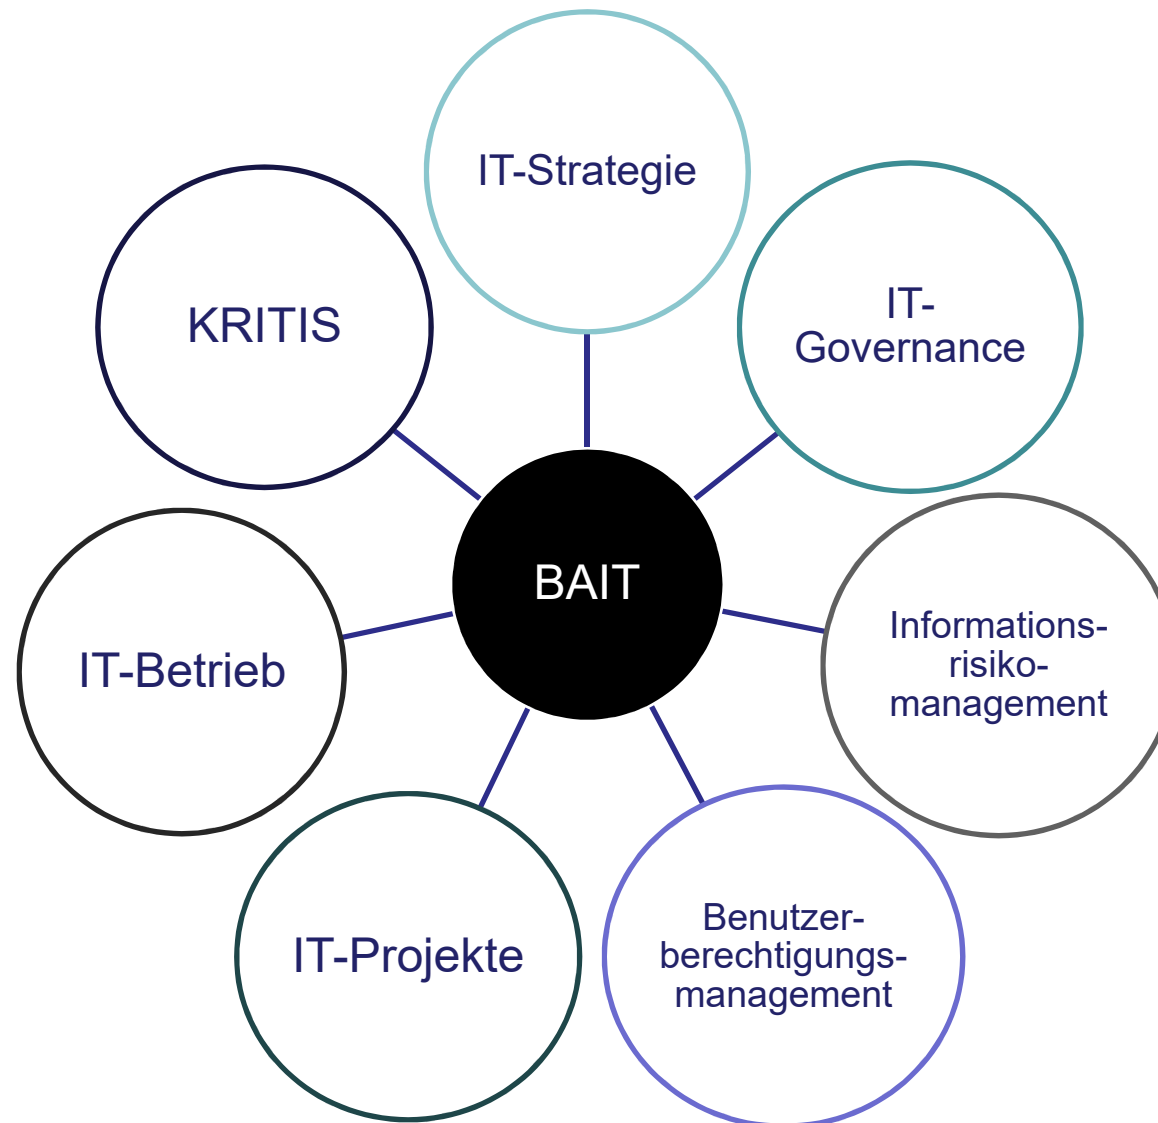 IT-Strategie
KRITIS
IT-
Governance
BAIT
Informations-
risiko-
management
IT-Betrieb
Benutzer-
berechtigungs-
management
IT-Projekte